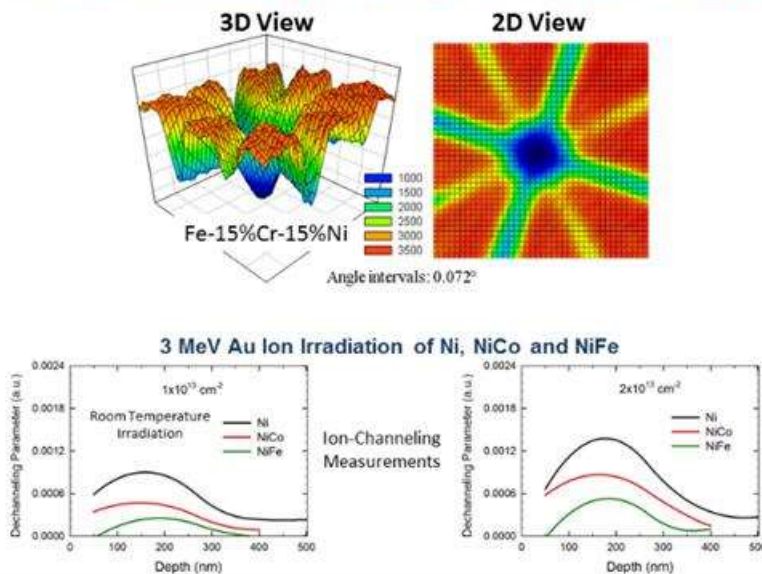 3D View
2D View
1000
1500
2000
2500
3000
3500
Fe-15%Cr-15%Ni
Angle intervals: 0.072°
3 MeV Au Ion Irradiation of Ni, NiCo and NiFe
Dechanneling Parameter (a.u.)
0.0024
0.0018
0.0012
0.0006
0.0000
1x10¹³ cm⁻²
Room Temperature
Irradiation
Ni
NiCo
NiFe
0 100 200 300 400 500
Depth (nm)
Ion-Channeling
Measurements
Dechanneling Parameter (a.u.)
0.0024
0.0018
0.0012
0.0006
0.0000
2x10¹³ cm⁻²
Ni
NiCo
NiFe
0 100 200 300 400 500
Depth (nm)